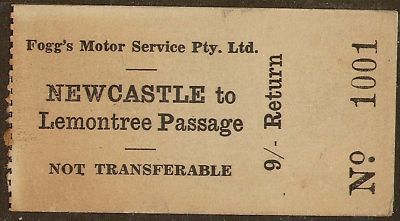 Fogg's Motor Service Pty. Ltd.
NEWCASTLE to
Lemontree Passage
NOT TRANSFERABLE
9/- Return
No 1001